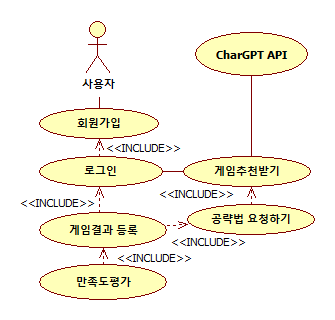 사용자
CharGPT API
회원가입
<<INCLUDE>>
로그인
게임추천받기
<<INCLUDE>>
<<INCLUDE>>
게임결과 등록
공략법 요청하기
<<INCLUDE>>
<<INCLUDE>>
만족도평가